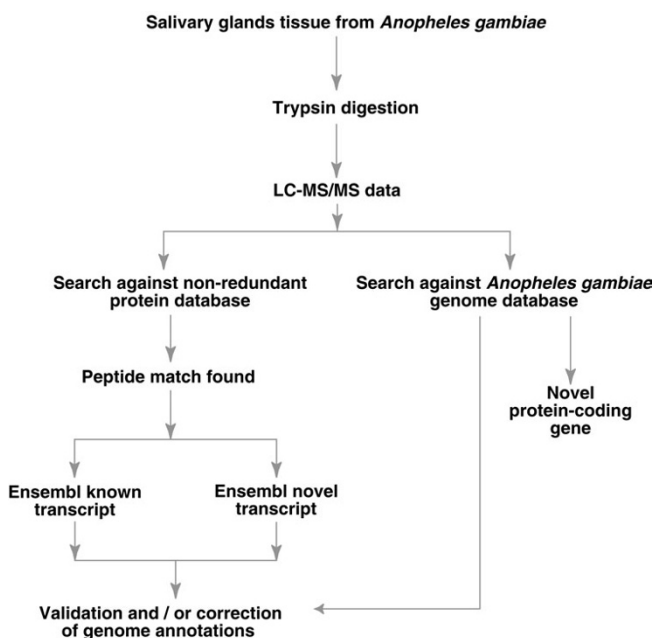 Salivary glands tissue from Anopheles gambiae
Trypsin digestion
LC-MS/MS data
Search against non-redundant
protein database
Search against Anopheles gambiae
genome database
Peptide match found
Novel
protein-coding
gene
Ensembl known
transcript
Ensembl novel
transcript
Validation and / or correction
of genome annotations